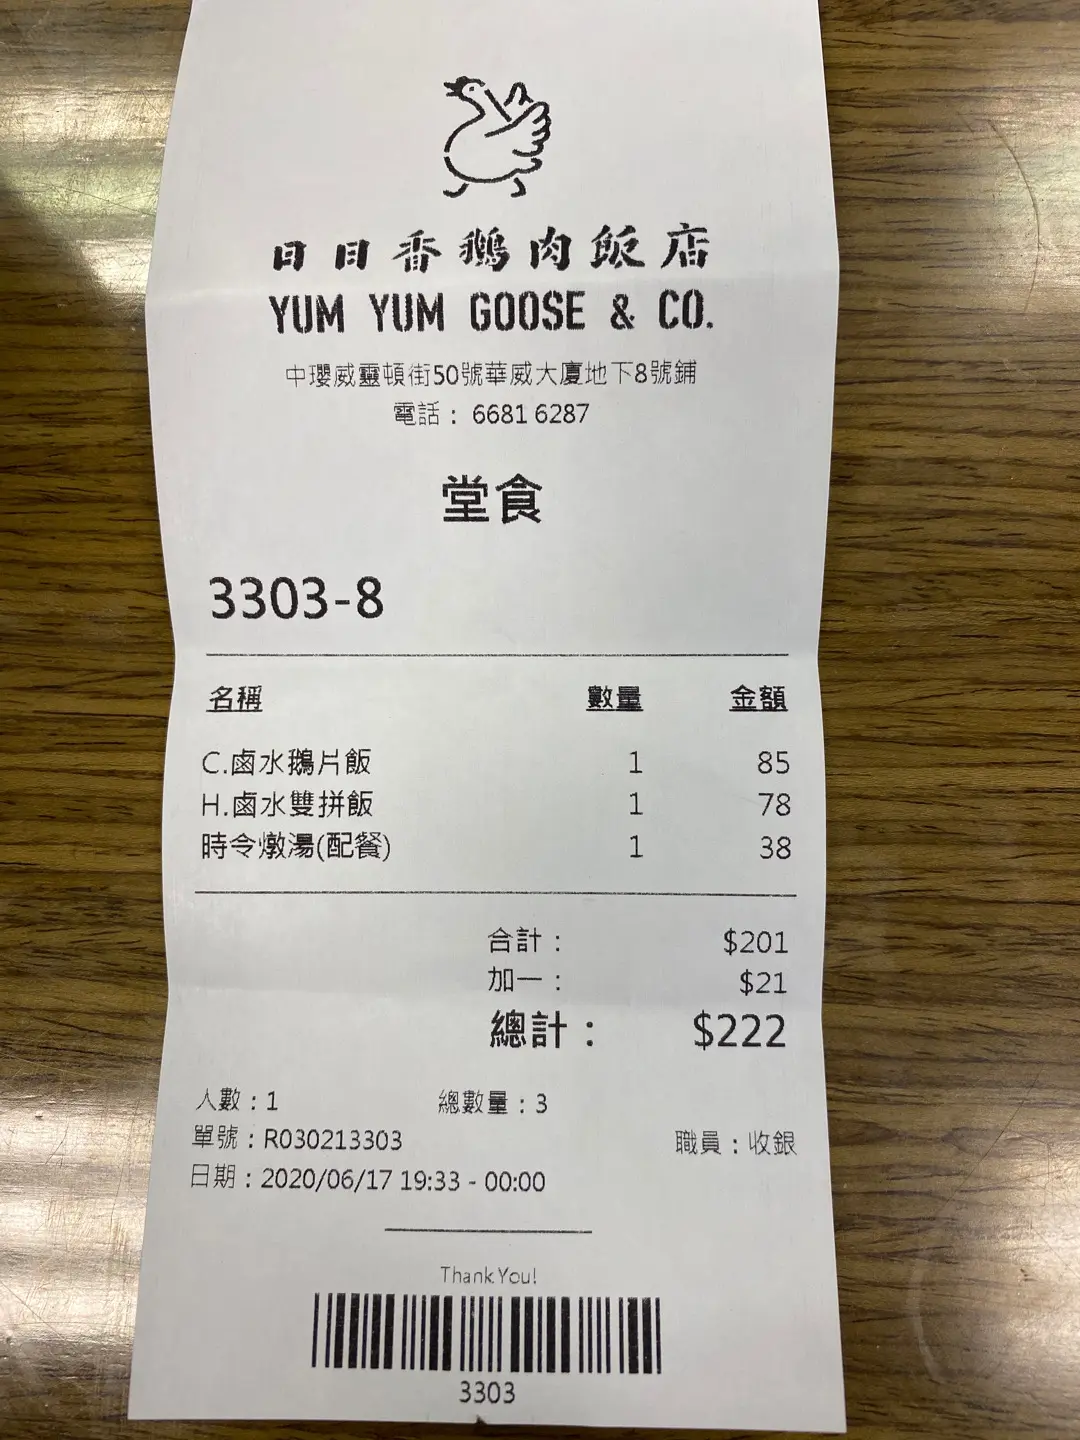 日日香鵝肉飯店
YUM YUM GOOSE & CO.
中環威靈頓街50號華威大廈地下8號鋪
電話： 6681 6287
堂食
3303-8
名稱 數量 金額
C.鹵水鵝片飯 1 85
H.鹵水雙拼飯 1 78
時令燉湯(配餐) 1 38
合計： $201
加一： $21
總計： $222
人數：1 總數量：3
單號：R030213303 職員：收銀
日期：2020/06/17 19:33 - 00:00
Thank You!
3303